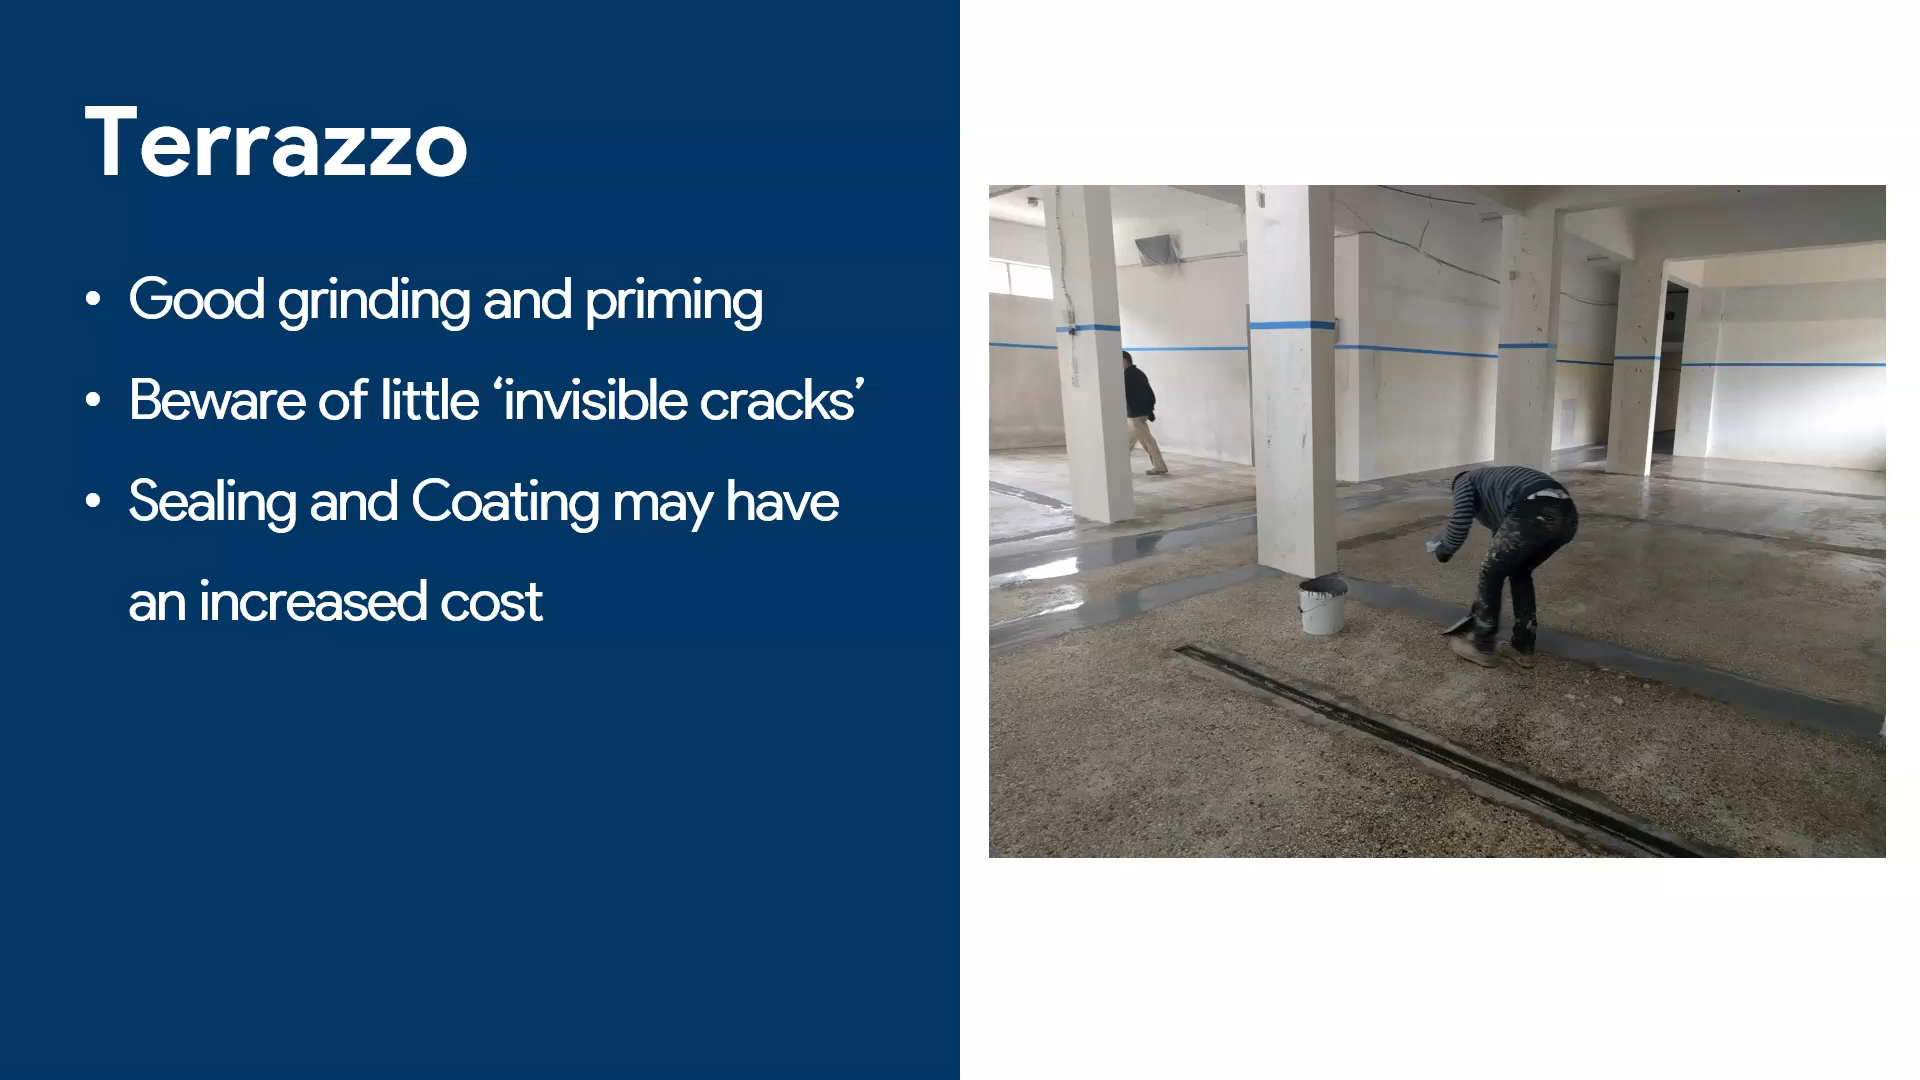 Terrazzo
• Good grinding and priming
• Beware of little ‘invisible cracks’
• Sealing and Coating may have
an increased cost